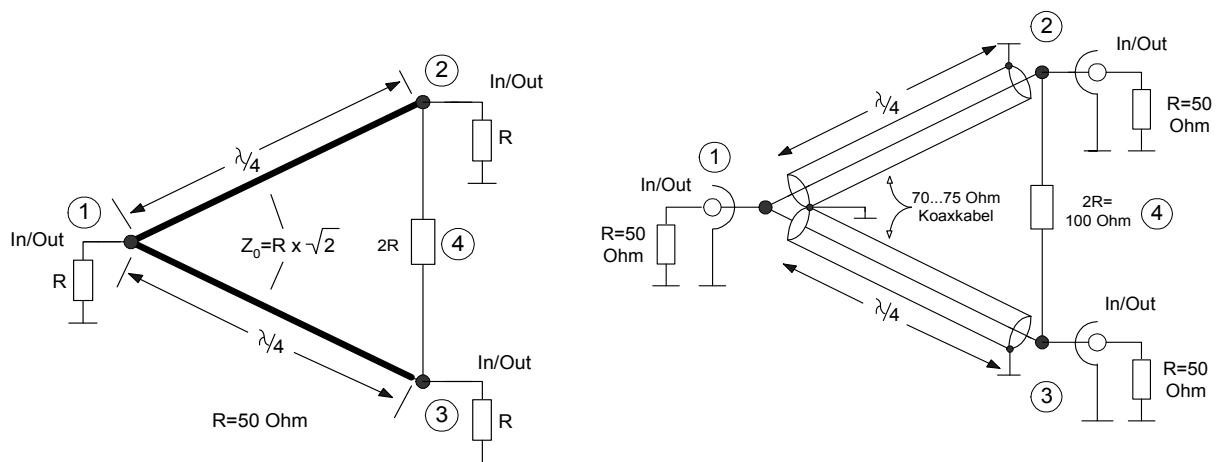 2
In/Out
λ/4
R
1
In/Out
R
Z₀=R x √2
2R
4
λ/4
In/Out
3
R
R=50 Ohm
2
In/Out
λ/4
R=50
Ohm
1
In/Out
R=50
Ohm
70...75 Ohm
Koaxkabel
2R=
100 Ohm
4
λ/4
In/Out
R=50
Ohm
3